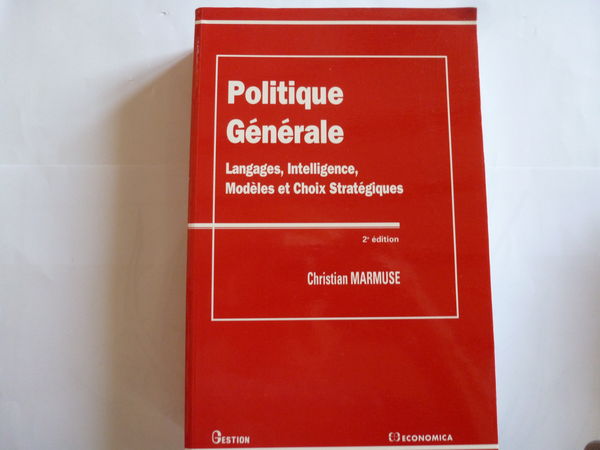 Politique
Générale
Langages, Intelligence,
Modèles et Choix Stratégiques
2e édition
Christian MARMUSE
GESTION
ECONOMICA